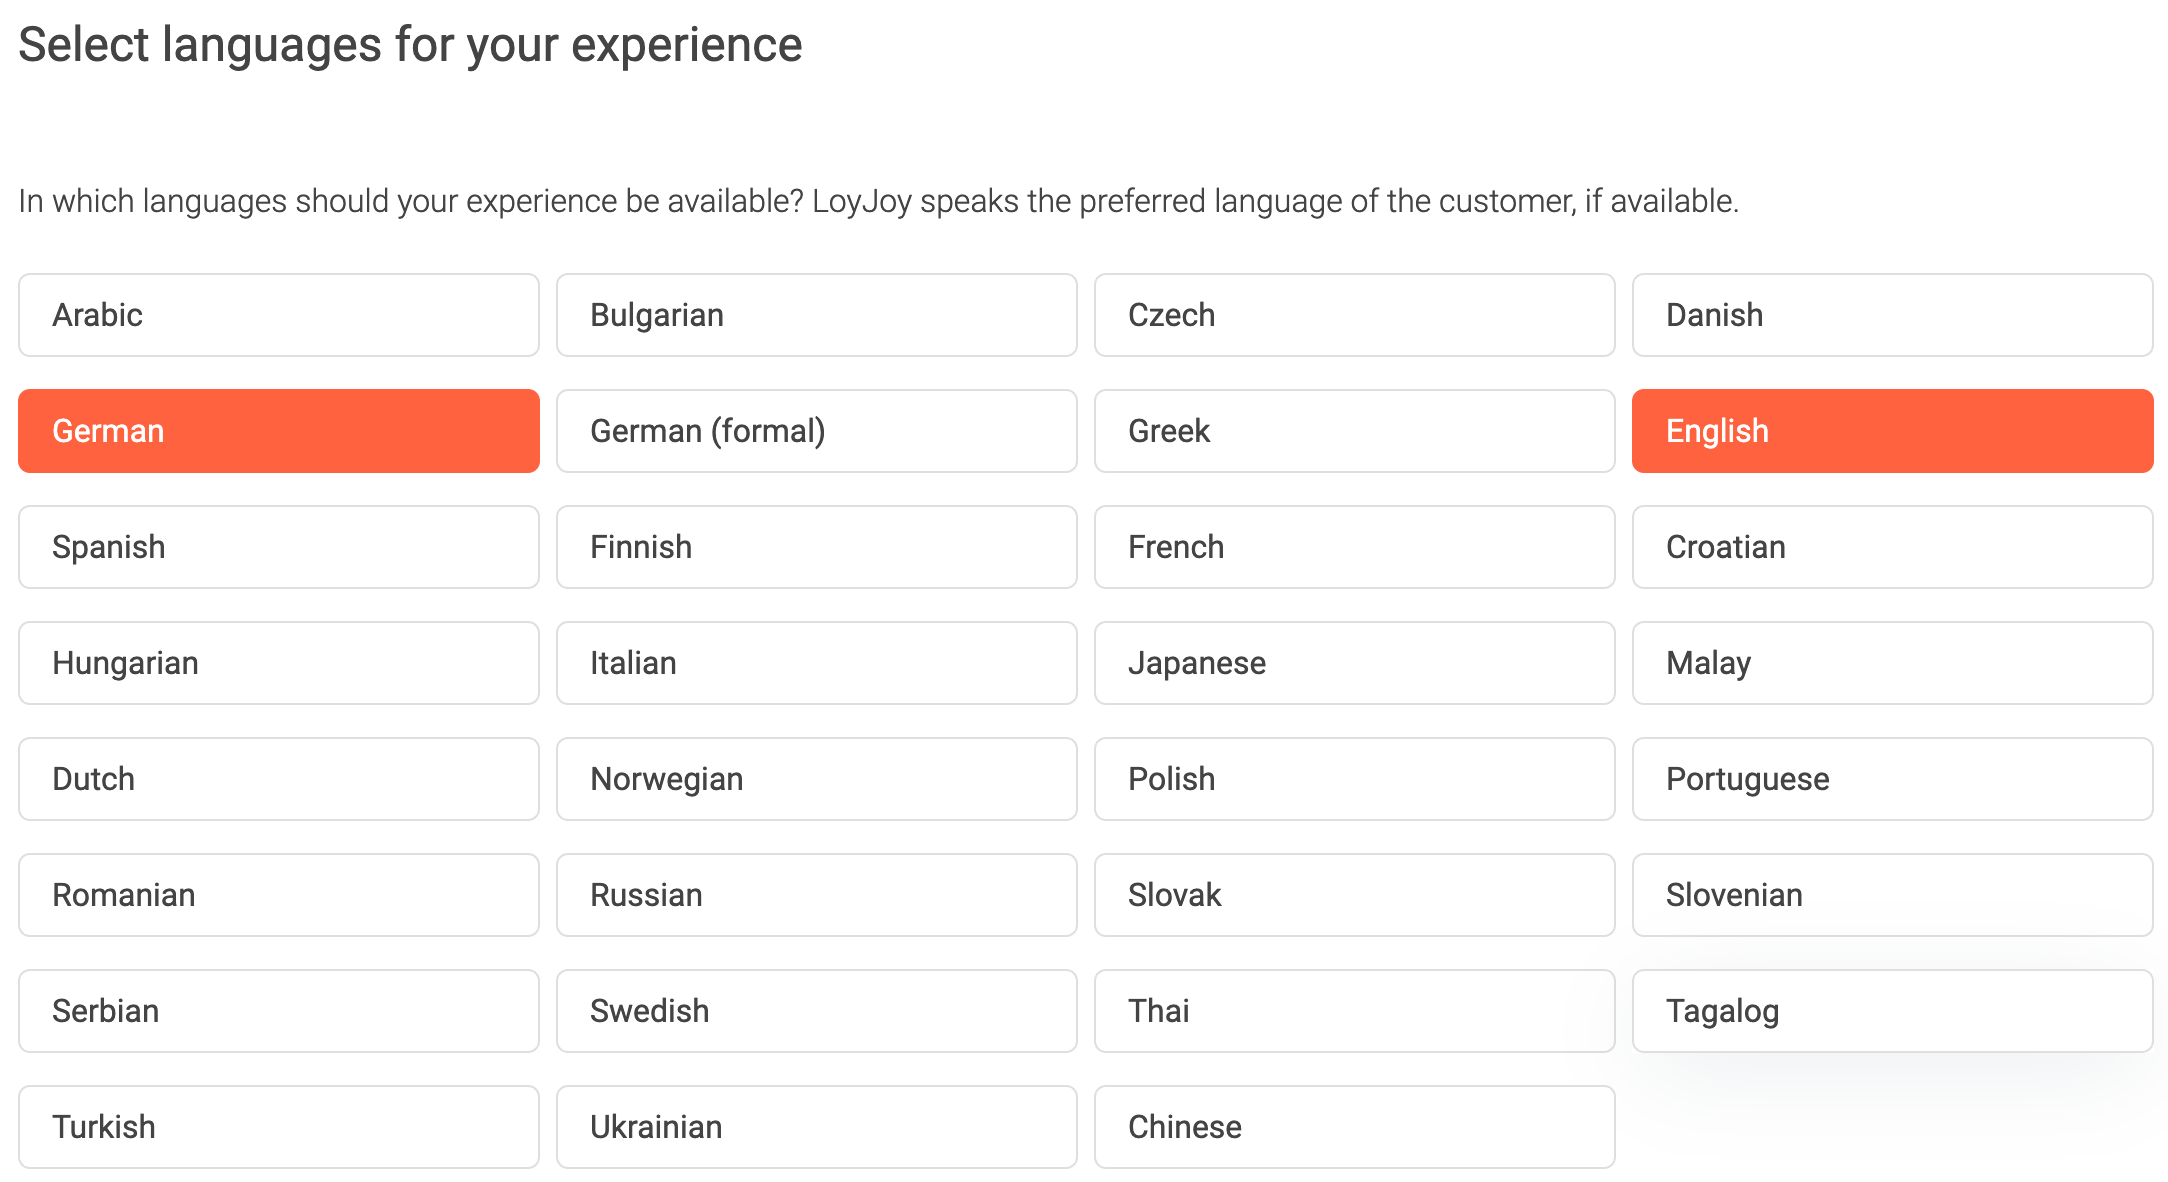 Select languages for your experience
In which languages should your experience be available? LoyJoy speaks the preferred language of the customer, if available.
Arabic
Bulgarian
Czech
Danish
German
German (formal)
Greek
English
Spanish
Finnish
French
Croatian
Hungarian
Italian
Japanese
Malay
Dutch
Norwegian
Polish
Portuguese
Romanian
Russian
Slovak
Slovenian
Serbian
Swedish
Thai
Tagalog
Turkish
Ukrainian
Chinese